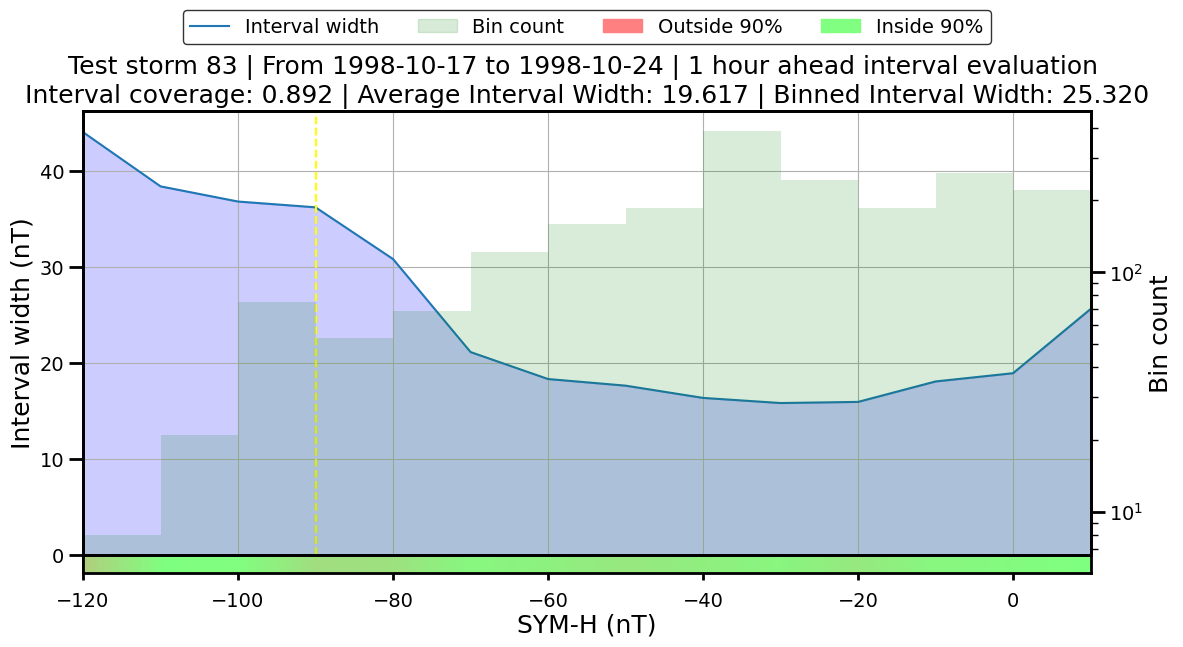 Interval width Bin count Outside 90% Inside 90%
Test storm 83 | From 1998-10-17 to 1998-10-24 | 1 hour ahead interval evaluation
Interval coverage: 0.892 | Average Interval Width: 19.617 | Binned Interval Width: 25.320
Interval width (nT)
40
30
20
10
0
10²
10¹
Bin count
−120 −100 −80 −60 −40 −20 0
SYM-H (nT)